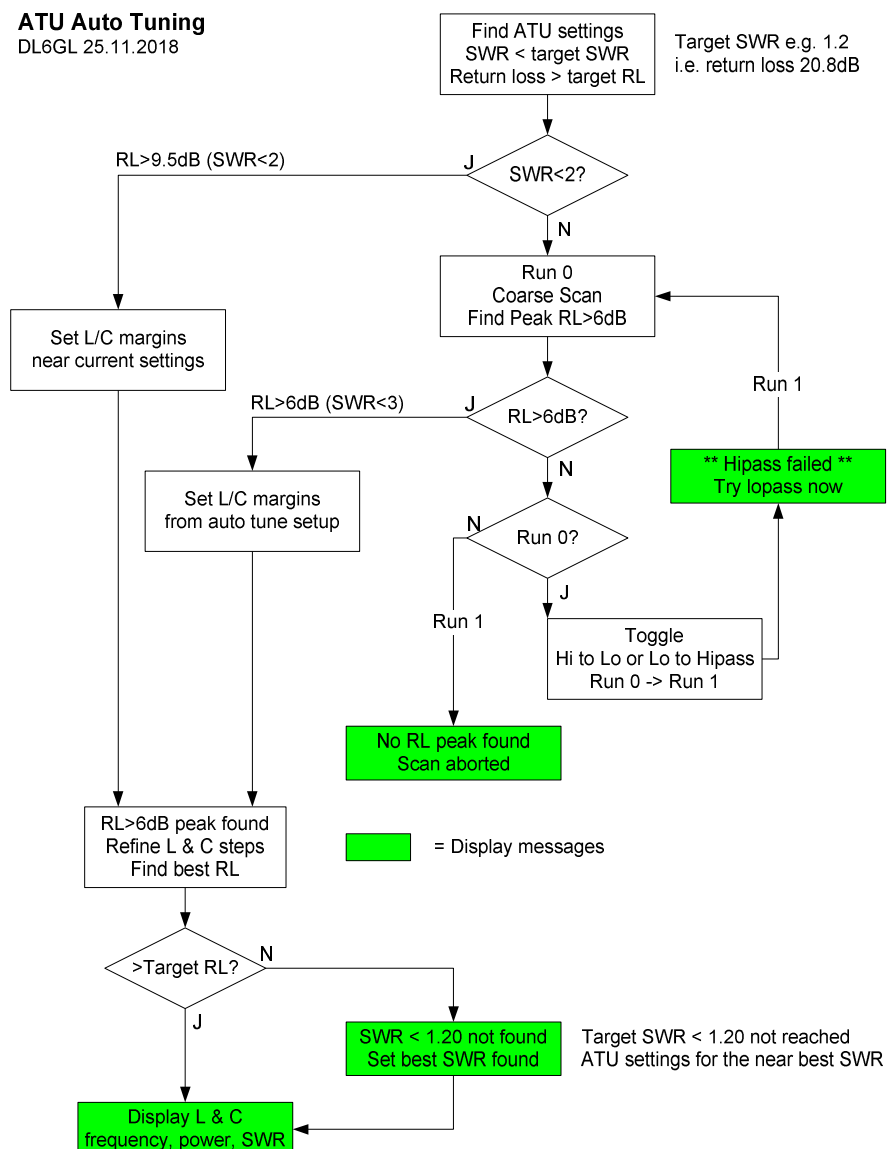 ATU Auto Tuning
DL6GL 25.11.2018
Find ATU settings
SWR < target SWR
Return loss > target RL
Target SWR e.g. 1.2
i.e. return loss 20.8dB
RL>9.5dB (SWR<2)
J
SWR<2?
N
Run 0
Coarse Scan
Find Peak RL>6dB
Set L/C margins
near current settings
Run 1
RL>6dB (SWR<3)
J
RL>6dB?
N
** Hipass failed **
Try lopass now
Set L/C margins
from auto tune setup
N
Run 0?
J
Run 1
Toggle
Hi to Lo or Lo to Hipass
Run 0 -> Run 1
No RL peak found
Scan aborted
RL>6dB peak found
Refine L & C steps
Find best RL
= Display messages
>Target RL?
N
J
SWR < 1.20 not found
Set best SWR found
Target SWR < 1.20 not reached
ATU settings for the near best SWR
Display L & C
frequency, power, SWR